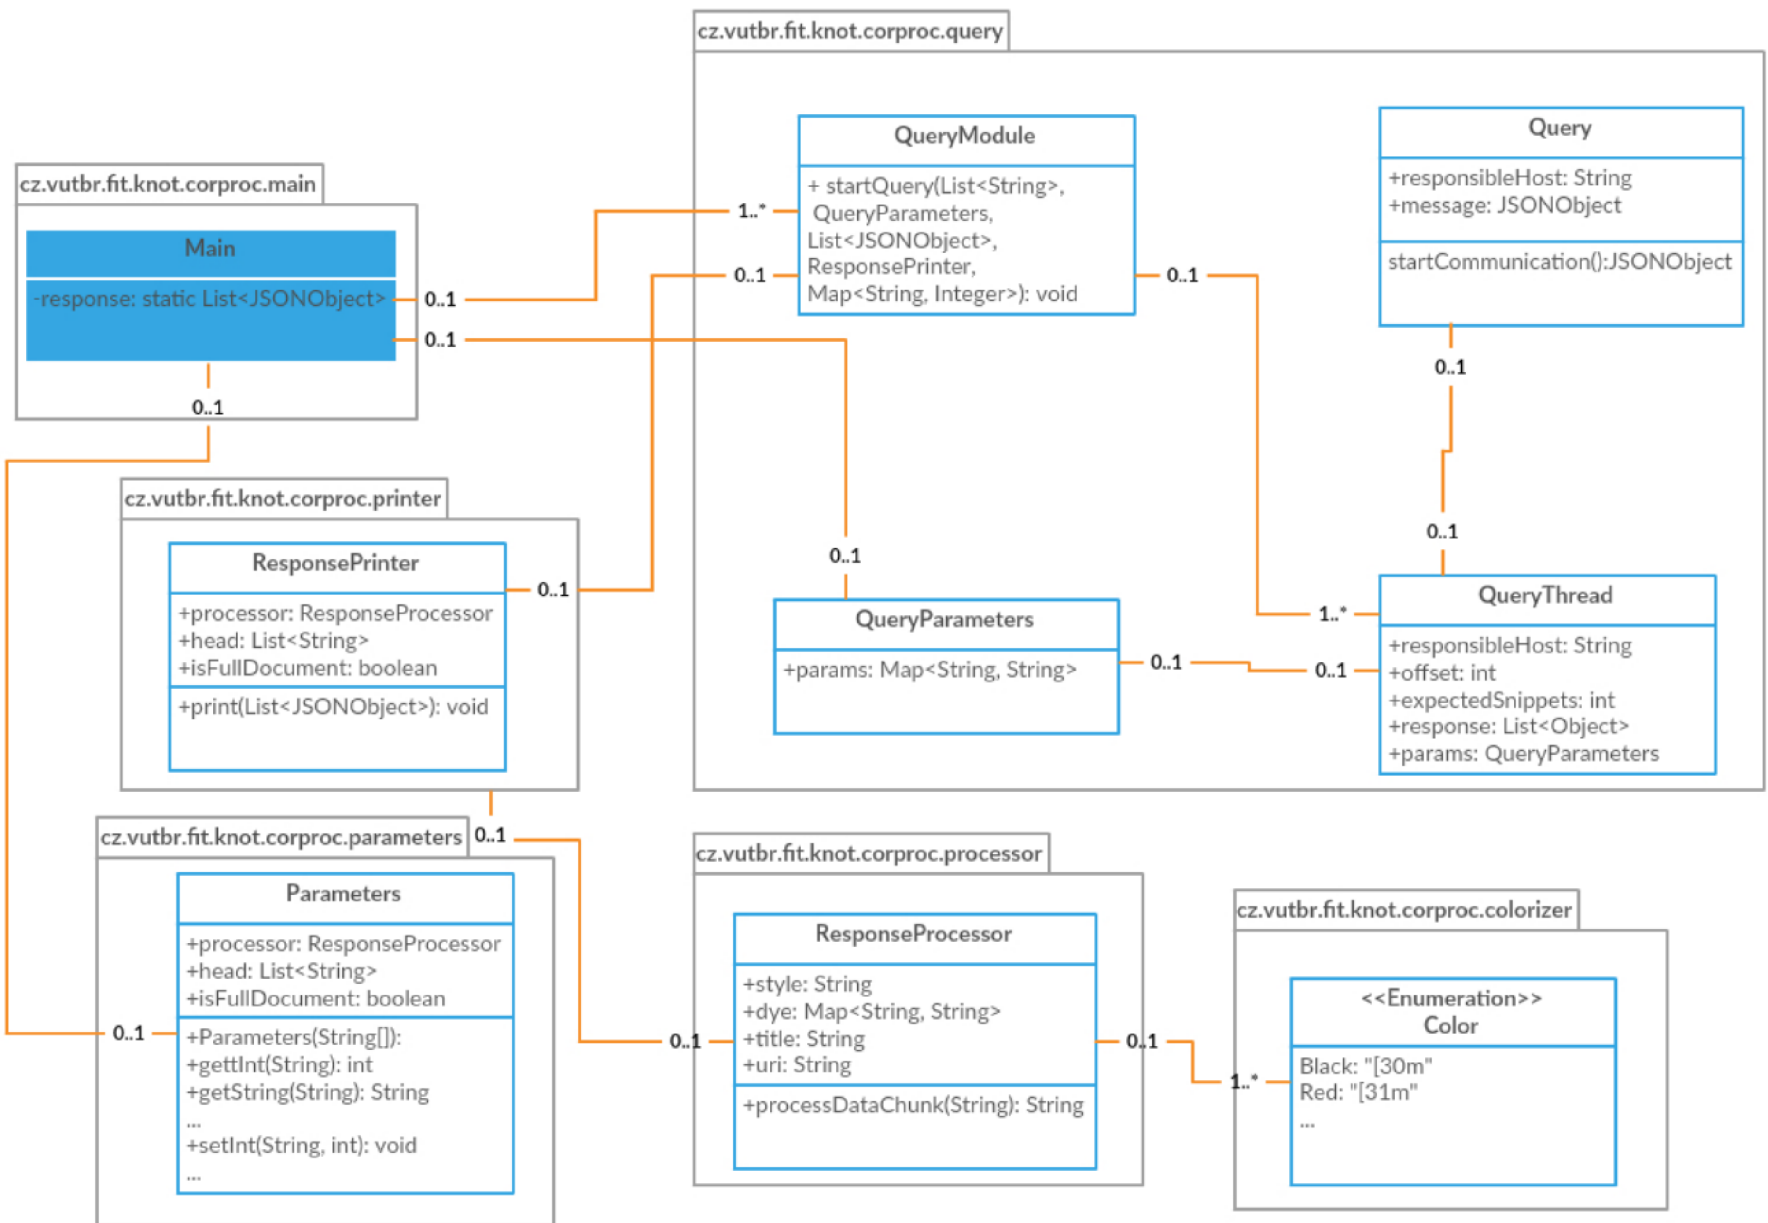 cz.vutbr.fit.knot.corproc.query
QueryModule
+ startQuery(List<String>,
QueryParameters,
List<JSONObject>,
ResponsePrinter,
Map<String, Integer>): void
Query
+responsibleHost: String
+message: JSONObject
startCommunication():JSONObject
cz.vutbr.fit.knot.corproc.main
Main
-response: static List<JSONObject>
0..1
1..*
0..1
0..1
0..1
0..1
0..1
0..1
0..1
cz.vutbr.fit.knot.corproc.printer
ResponsePrinter
+processor: ResponseProcessor
+head: List<String>
+isFullDocument: boolean
+print(List<JSONObject>): void
0..1
QueryParameters
+params: Map<String, String>
0..1
0..1
1..*
QueryThread
+responsibleHost: String
+offset: int
+expectedSnippets: int
+response: List<Object>
+params: QueryParameters
cz.vutbr.fit.knot.corproc.parameters
0..1
Parameters
+processor: ResponseProcessor
+head: List<String>
+isFullDocument: boolean
+Parameters(String[]):
+gettInt(String): int
+getString(String): String
...
+setInt(String, int): void
...
0..1
cz.vutbr.fit.knot.corproc.processor
ResponseProcessor
+style: String
+dye: Map<String, String>
+title: String
+uri: String
+processDataChunk(String): String
0..1
0..1
1..*
cz.vutbr.fit.knot.corproc.colorizer
<<Enumeration>>
Color
Black: "[30m"
Red: "[31m"
...